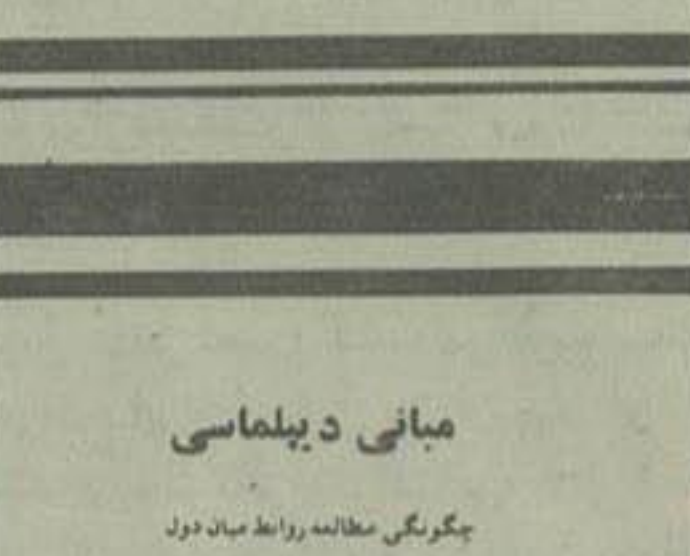 مبانی دیپلماسی
چگونگی مطالعه روابط میان دول